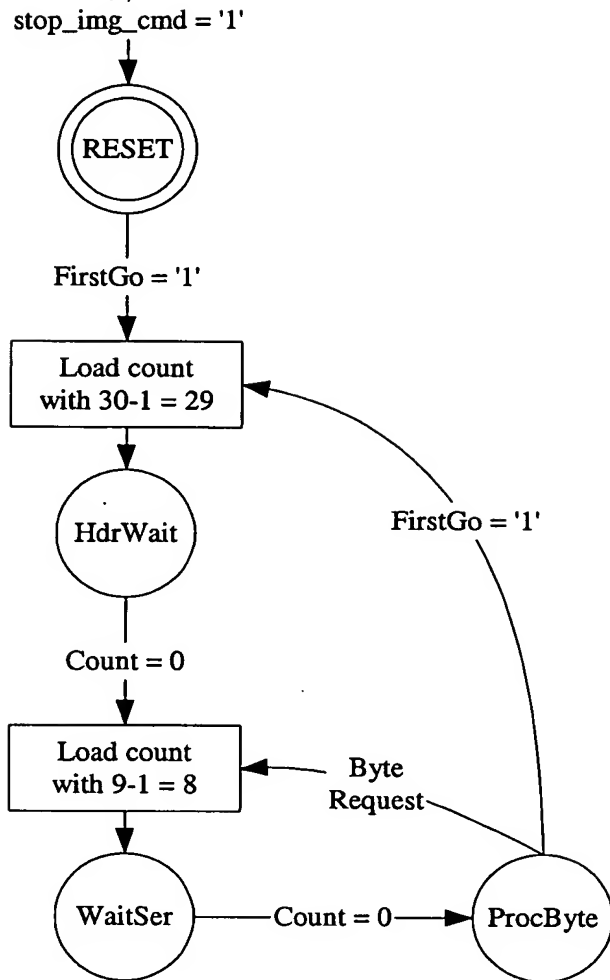 stop_img_cmd = '1'
RESET
FirstGo = '1'
Load count
with 30-1 = 29
HdrWait
FirstGo = '1'
Count = 0
Load count
with 9-1 = 8
Byte
Request
WaitSer
Count = 0
ProcByte